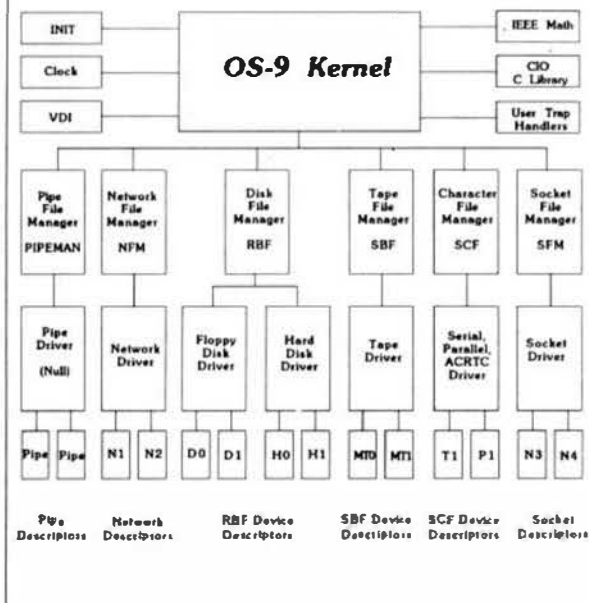 INIT
Clock
VDI
OS-9 Kernel
IEEE Math
CIO
C Library
User Trap
Handlers
Pipe
File
Manager
PIPEMAN
Network
File
Manager
NFM
Disk
File
Manager
RBF
Tape
File
Manager
SBF
Character
File
Manager
SCF
Socket
File
Manager
SFM
Pipe
Driver
(Null)
Network
Driver
Floppy
Disk
Driver
Hard
Disk
Driver
Tape
Driver
Serial,
Parallel,
ACRTC
Driver
Socket
Driver
Pipe
Pipe
N1
N2
D0
D1
H0
H1
MT0
MT1
T1
P1
N3
N4
Pipe
Descriptors
Network
Descriptors
RBF Device
Descriptors
SBF Device
Descriptors
SCF Device
Descriptors
Socket
Descriptors